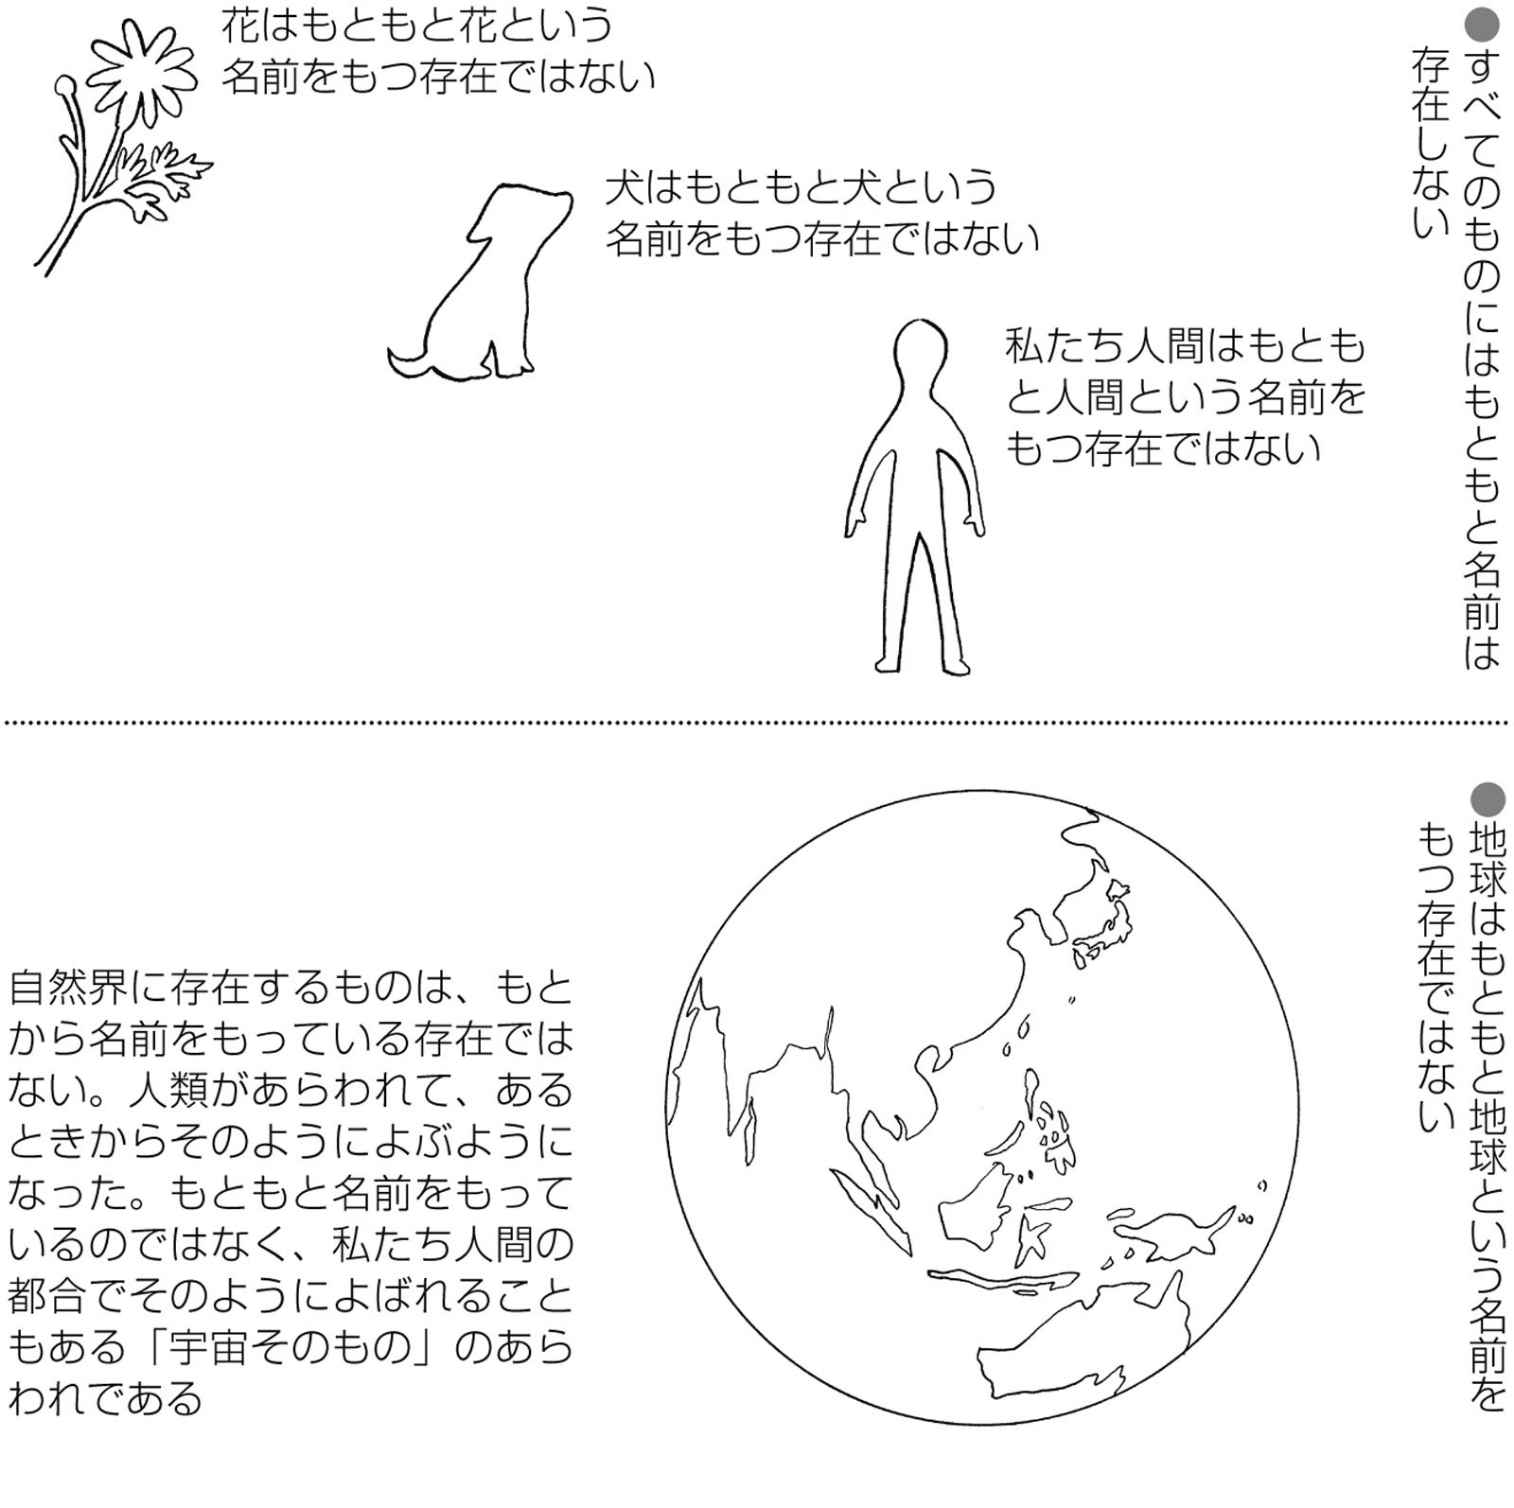 ●すべてのものにはもともと名前は
存在しない
花はもともと花という
名前をもつ存在ではない
犬はもともと犬という
名前をもつ存在ではない
私たち人間はもとも
と人間という名前を
もつ存在ではない
●地球はもともと地球という名前を
もつ存在ではない
自然界に存在するものは、もと
から名前をもっている存在では
ない。人類があらわれて、ある
ときからそのようによぶように
なった。もともと名前をもって
いるのではなく、私たち人間の
都合でそのようによばれること
もある「宇宙そのもの」のあら
われである